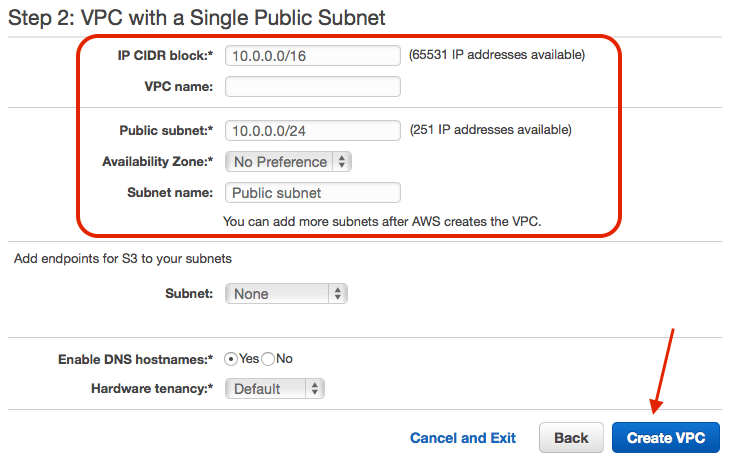 Step 2: VPC with a Single Public Subnet
IP CIDR block:* 10.0.0.0/16 (65531 IP addresses available)
VPC name:
Public subnet:* 10.0.0.0/24 (251 IP addresses available)
Availability Zone:* No Preference
Subnet name: Public subnet
You can add more subnets after AWS creates the VPC.
Add endpoints for S3 to your subnets
Subnet: None
Enable DNS hostnames:* Yes No
Hardware tenancy:* Default
Cancel and Exit Back Create VPC